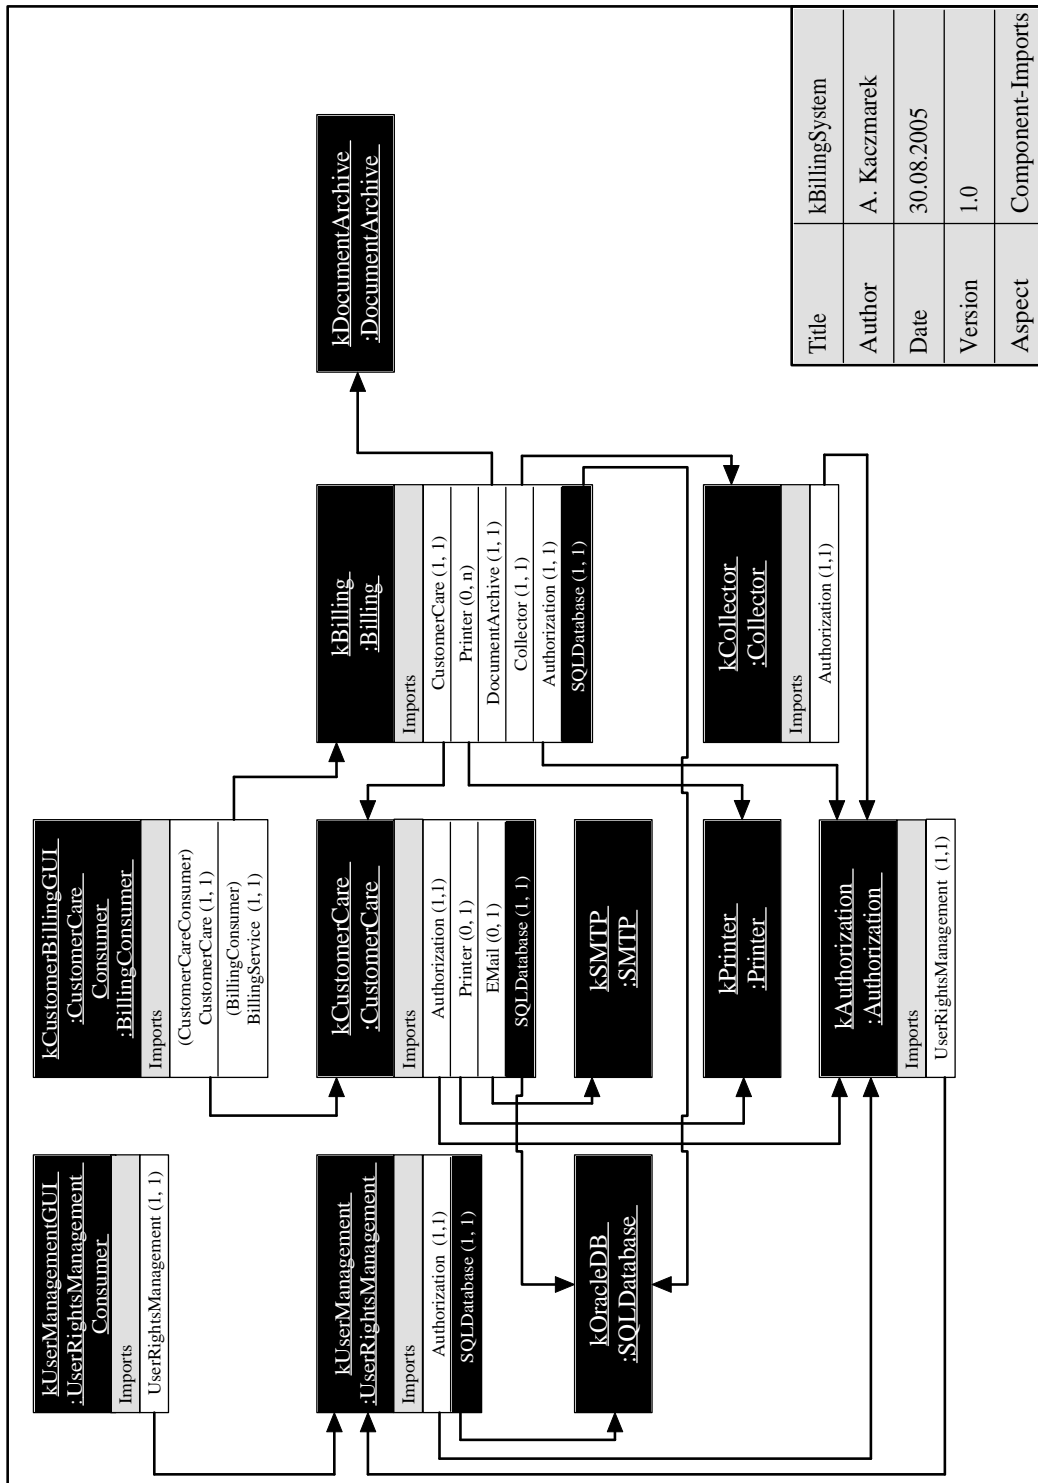 kUserManagementGUI
:UserRightsManagement
Consumer
Imports
UserRightsManagement (1, 1)
kCustomerBillingGUI
:CustomerCare
Consumer
:BillingConsumer
Imports
(CustomerCareConsumer)
CustomerCare (1, 1)
(BillingConsumer)
BillingService (1, 1)
kUserManagement
:UserRightsManagement
Imports
Authorization (1,1)
SQLDatabase (1, 1)
kCustomerCare
:CustomerCare
Imports
Authorization (1,1)
Printer (0, 1)
EMail (0, 1)
SQLDatabase (1, 1)
kBilling
:Billing
Imports
CustomerCare (1, 1)
Printer (0, n)
DocumentArchive (1, 1)
Collector (1, 1)
Authorization (1, 1)
SQLDatabase (1, 1)
kDocumentArchive
:DocumentArchive
kOracleDB
:SQLDatabase
kSMTP
:SMTP
kPrinter
:Printer
kCollector
:Collector
Imports
Authorization (1,1)
kAuthorization
:Authorization
Imports
UserRightsManagement (1,1)
Title kBillingSystem
Author A. Kaczmarek
Date 30.08.2005
Version 1.0
Aspect Component-Imports